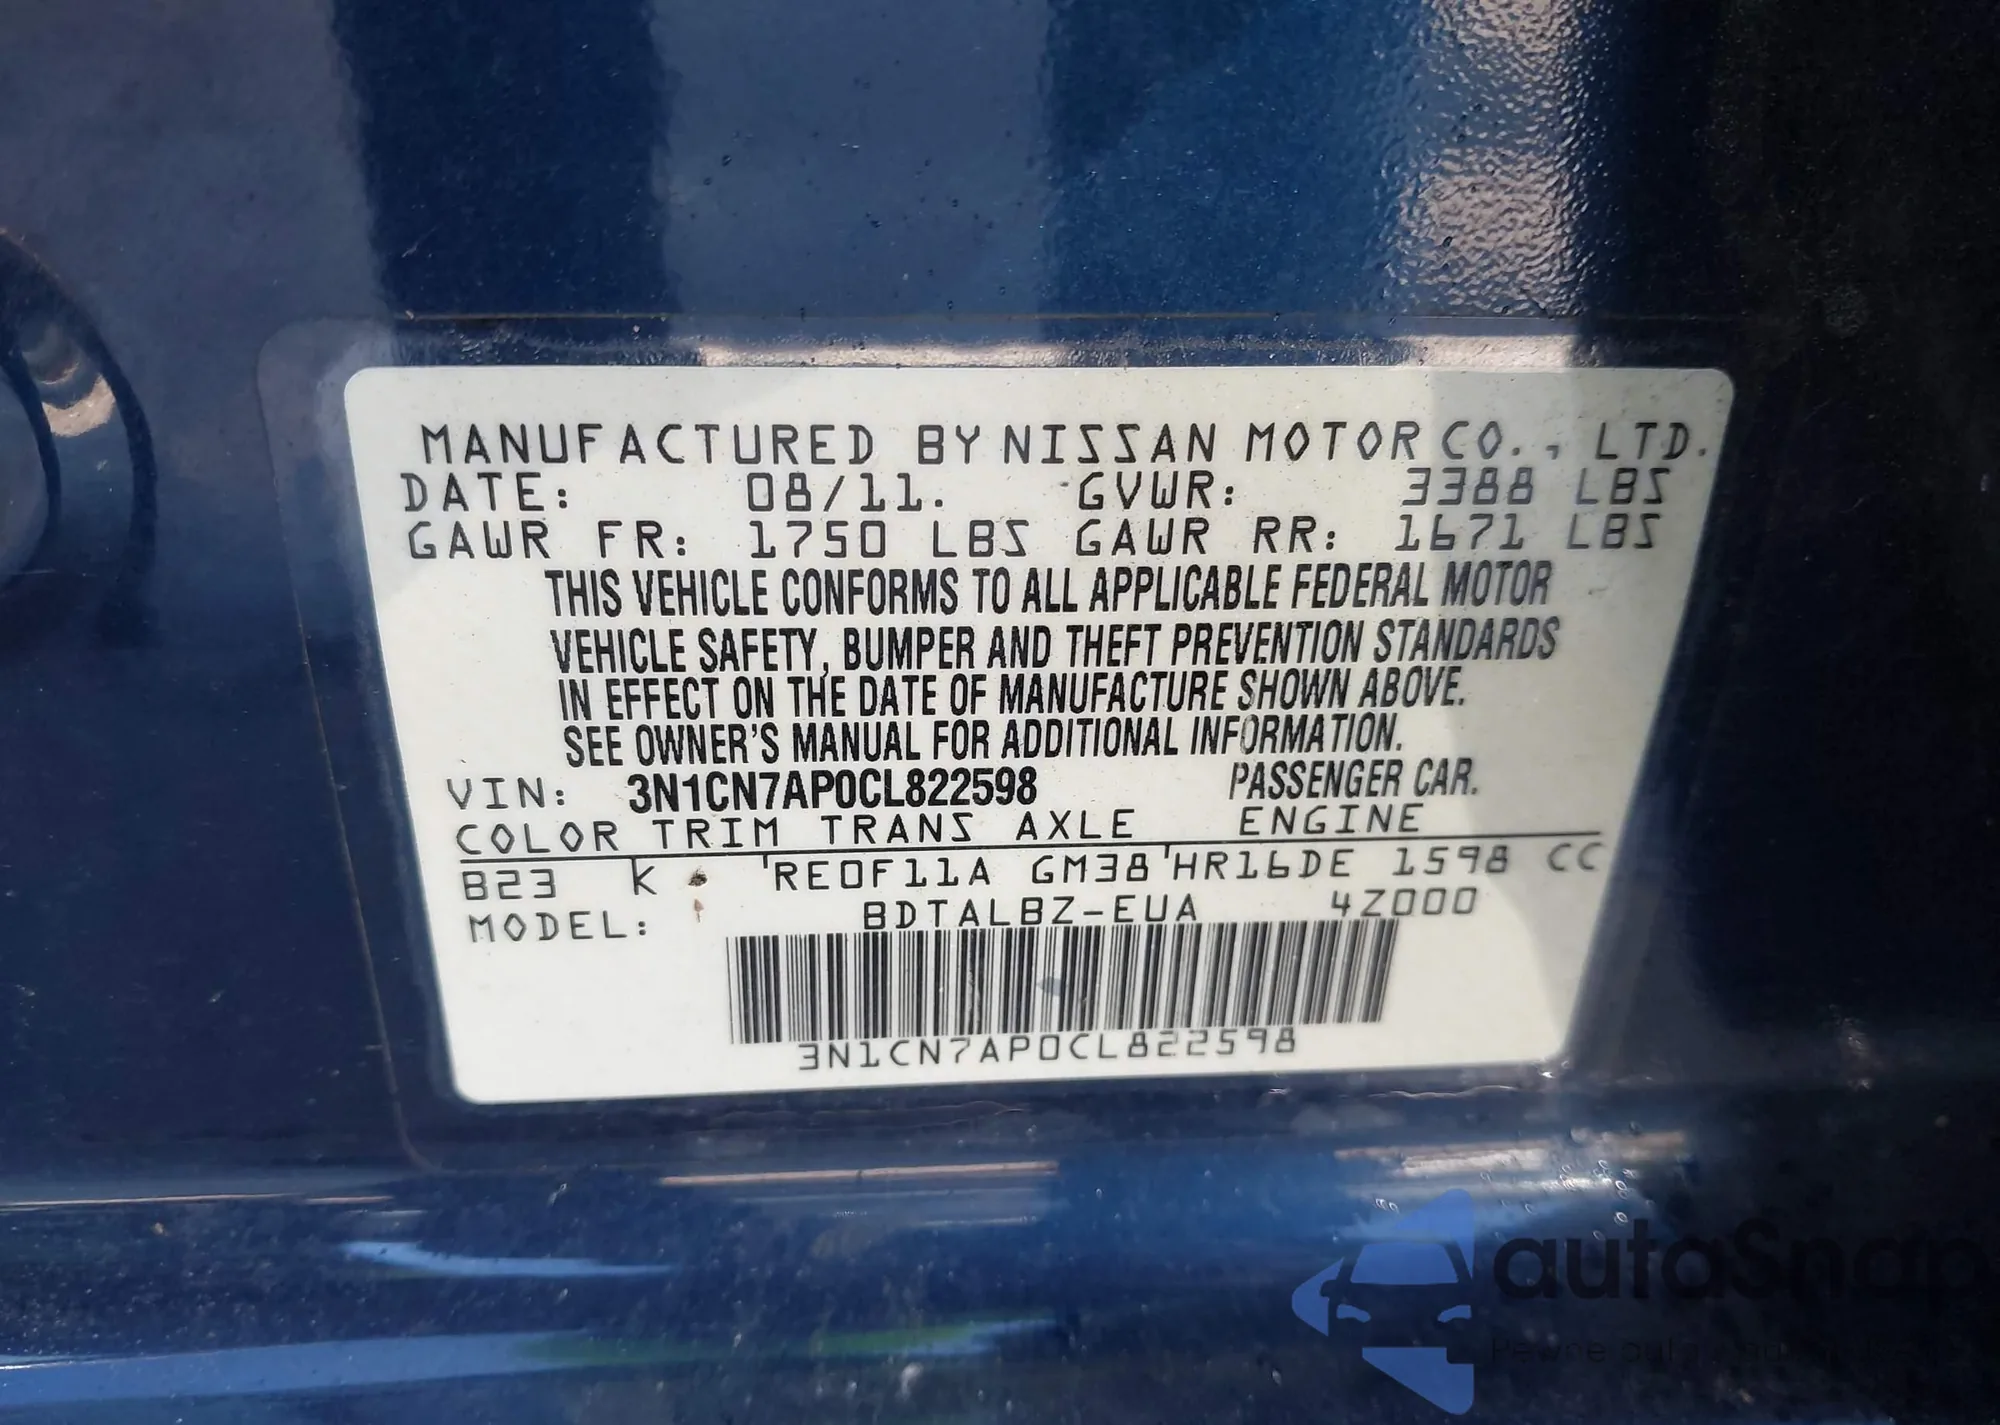 MANUFACTURED BY NISSAN MOTOR CO., LTD.
DATE: 08/11. GVWR: 3388 LBS
GAWR FR: 1750 LBS GAWR RR: 1671 LBS
THIS VEHICLE CONFORMS TO ALL APPLICABLE FEDERAL MOTOR
VEHICLE SAFETY, BUMPER AND THEFT PREVENTION STANDARDS
IN EFFECT ON THE DATE OF MANUFACTURE SHOWN ABOVE.
SEE OWNER'S MANUAL FOR ADDITIONAL INFORMATION.
VIN: 3N1CN7AP0CL822598 PASSENGER CAR.
COLOR TRIM TRANS AXLE ENGINE
B23 K RE0F11A GM38 HR16DE 1598 CC
MODEL: BDTALBZ-EUA 4Z000
3N1CN7AP0CL822598
autoSnap